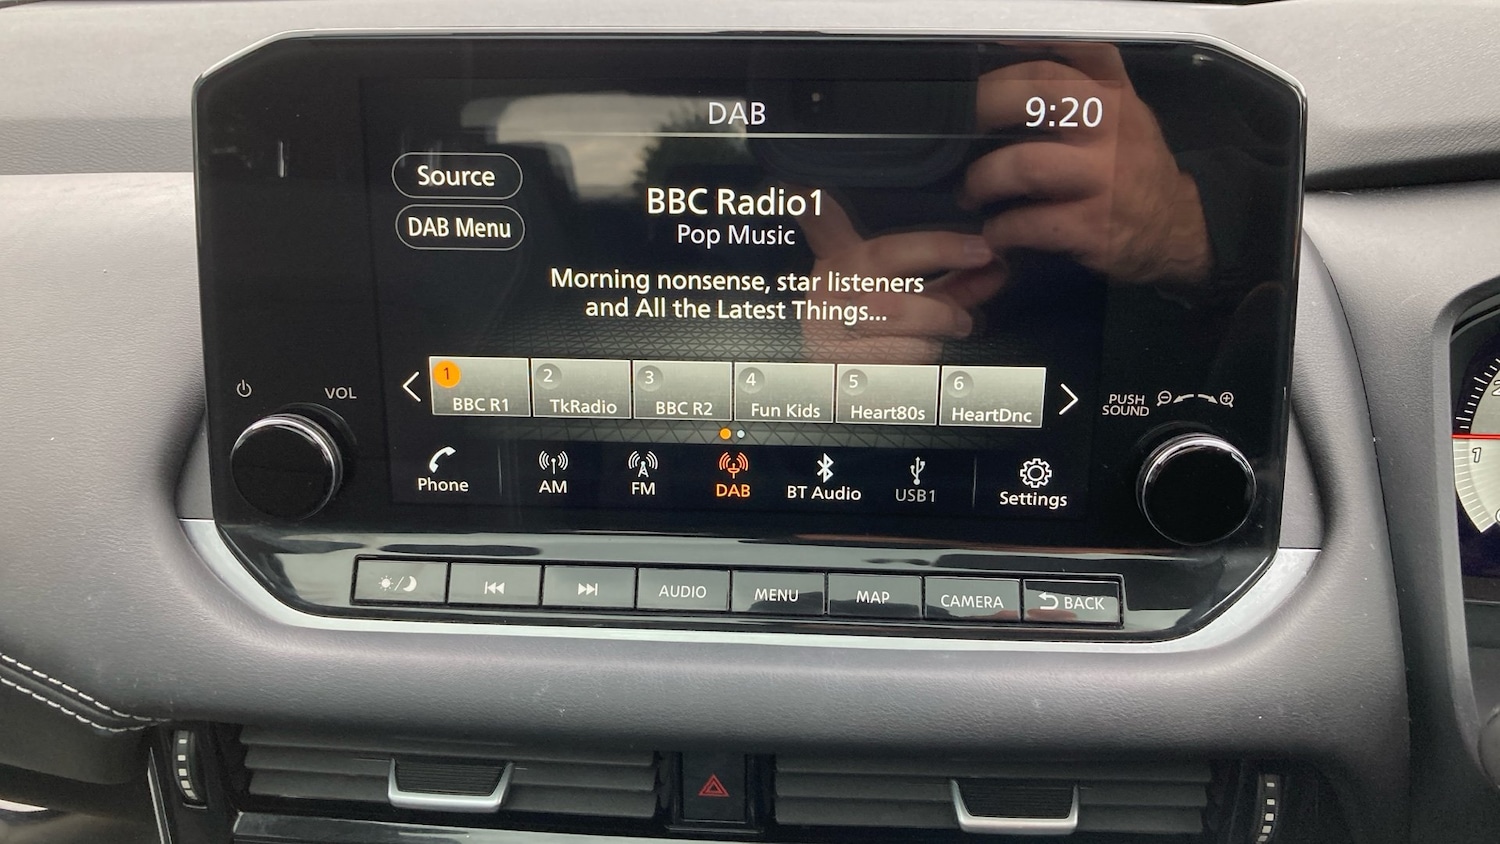 DAB
9:20
Source
DAB Menu
BBC Radio1
Pop Music
Morning nonsense, star listeners
and All the Latest Things...
1
BBC R1
2
TkRadio
3
BBC R2
4
Fun Kids
5
Heart80s
6
HeartDnc
VOL
PUSH
SOUND
Phone
AM
FM
DAB
BT Audio
USB1
Settings
AUDIO
MENU
MAP
CAMERA
BACK
1